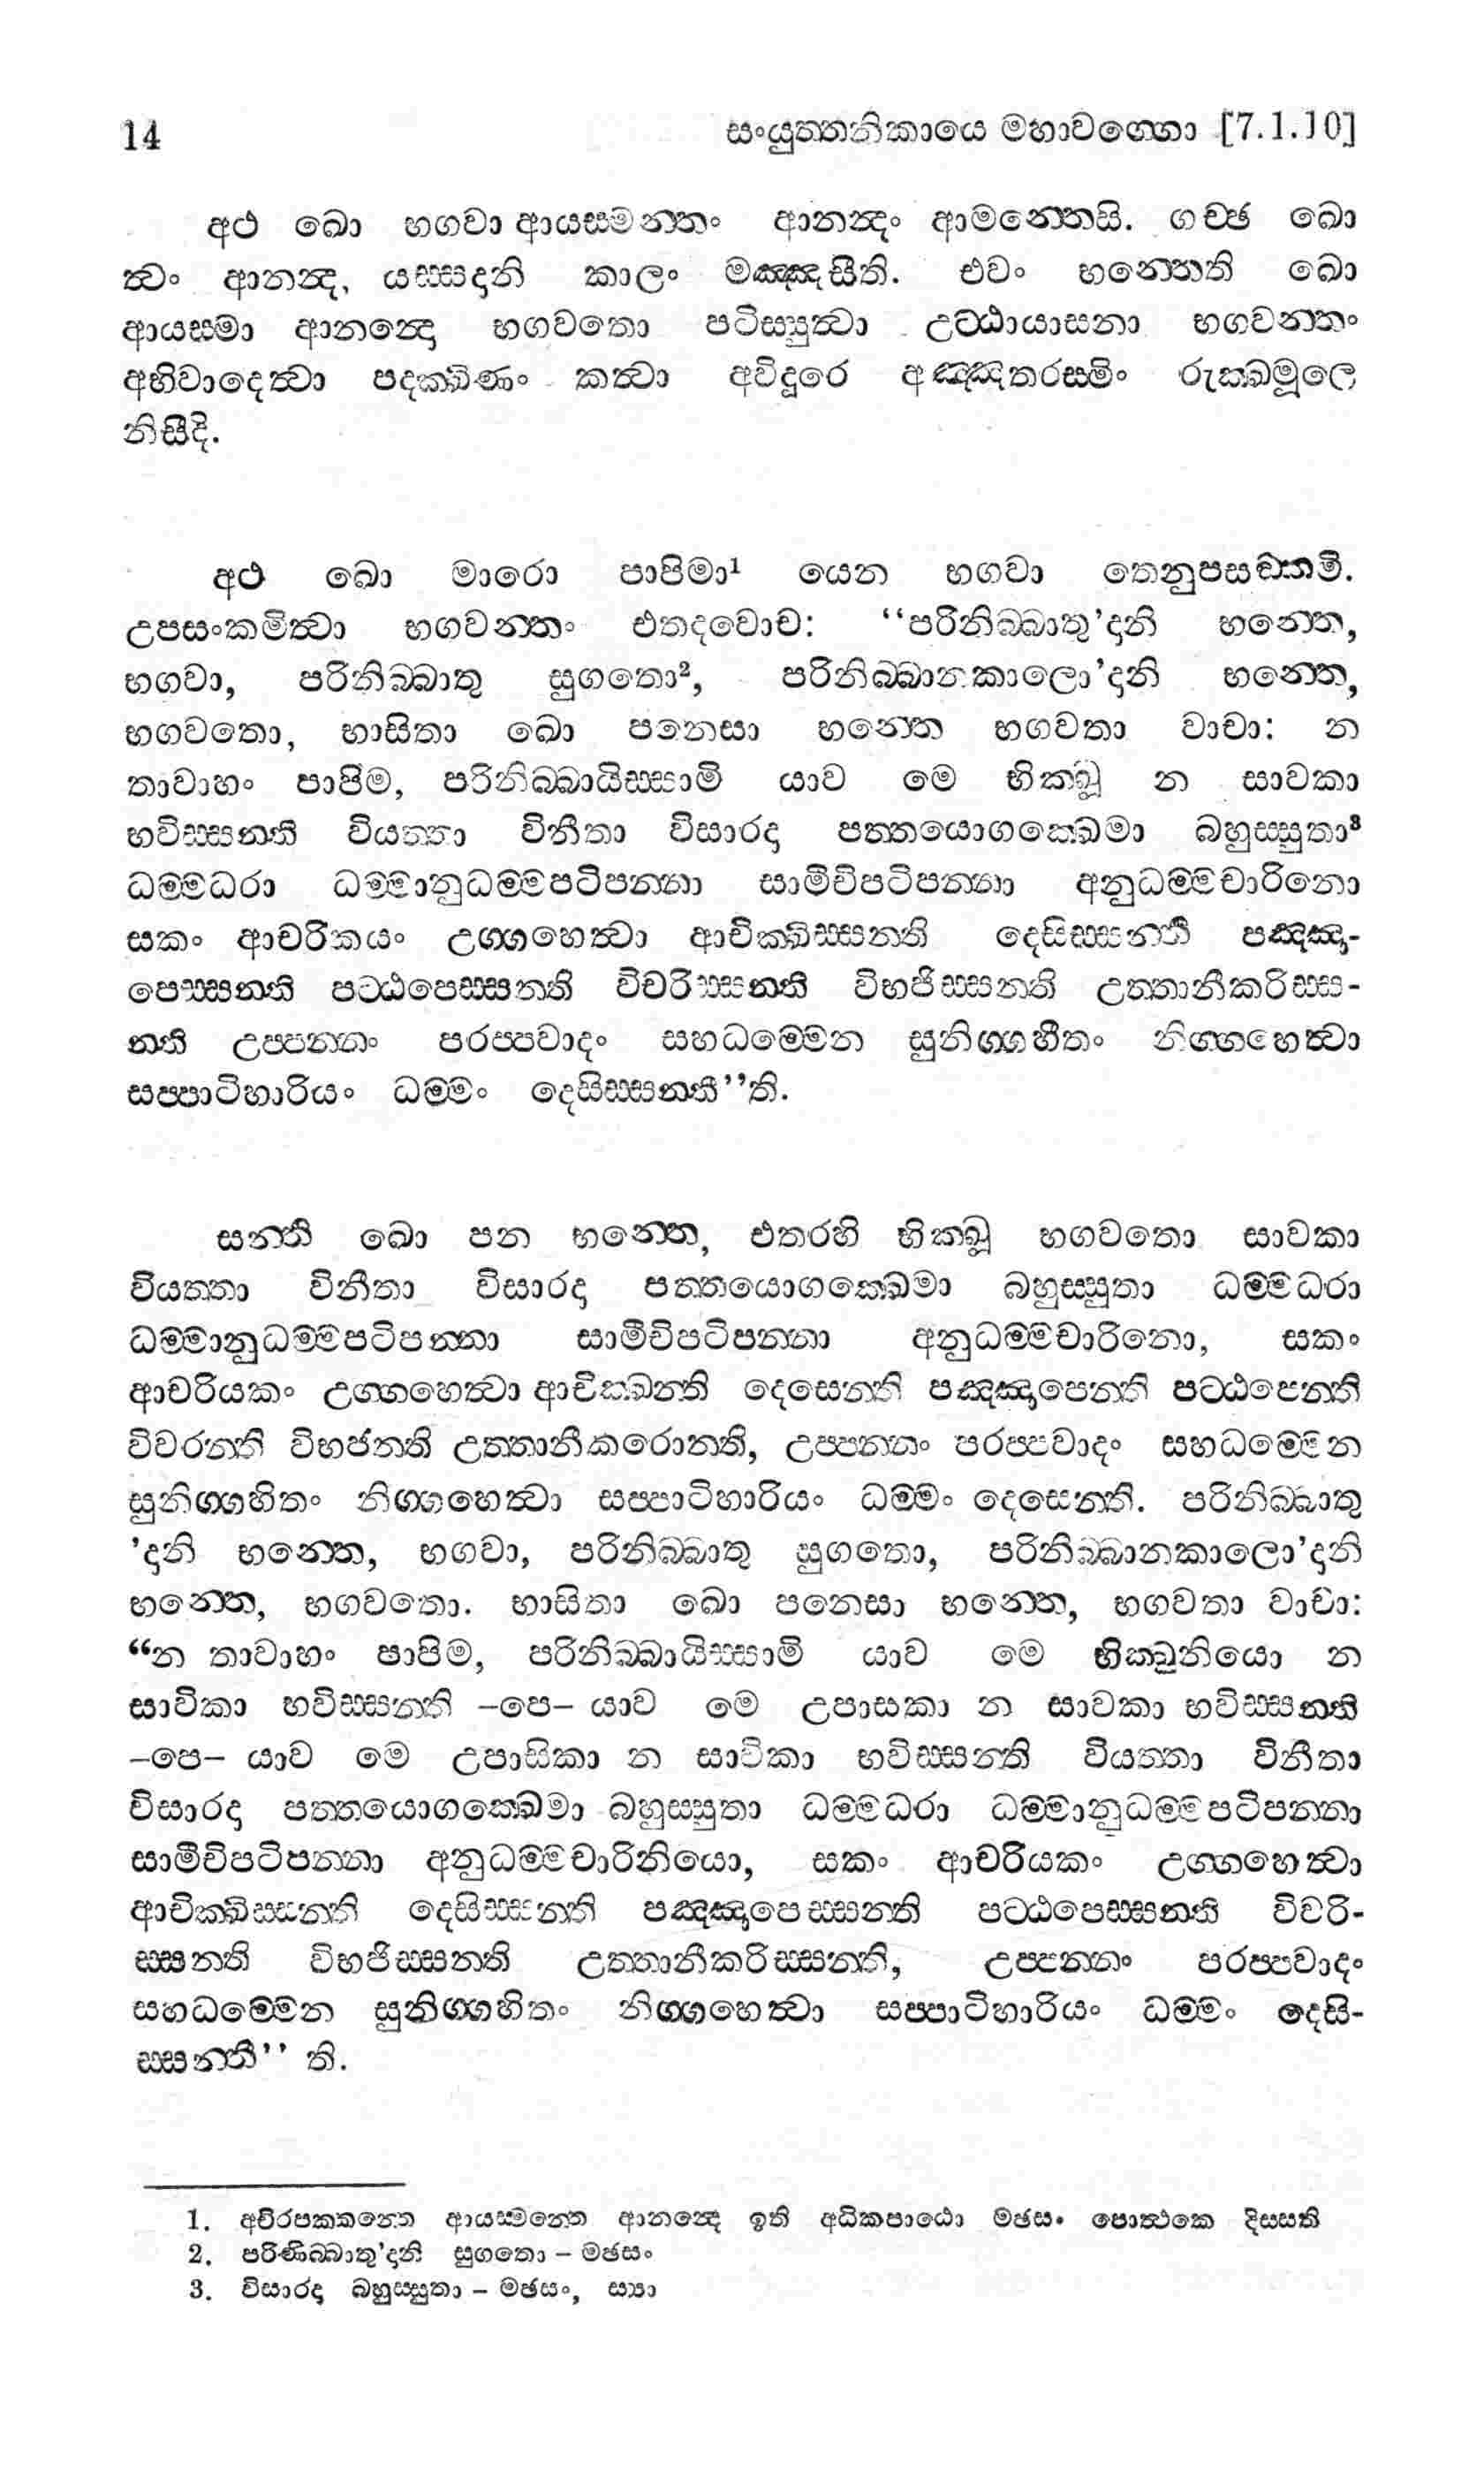 14 සංයුත්තනිකායෙ මහාවග්ගො [7.1.10]
අථ ඛො භගවා ආයස්මන්තං ආනන්දං ආමන්තෙසි. ගච්ඡ ඛො
ත්වං ආනන්ද, යස්සදානි කාලං මඤ්ඤසීති. එවං භන්තෙති ඛො
ආයස්මා ආනන්දො භගවතො පටිස්සුත්වා උට්ඨායාසනා භගවන්තං
අභිවාදෙත්වා පදක්ඛිණං කත්වා අවිදූරෙ අඤ්ඤතරස්මිං රුක්ඛමූලෙ
නිසීදි.
අථ ඛො මාරො පාපිමා¹ යෙන භගවා තෙනුපසඞ්කමි.
උපසංකමිත්වා භගවන්තං එතදවොච: “පරිනිබ්බාතු’දානි භන්තෙ,
භගවා, පරිනිබ්බාතු සුගතො², පරිනිබ්බානකාලො’දානි භන්තෙ,
භගවතො, භාසිතා ඛො පනෙසා භන්තෙ භගවතා වාචා: න
තාවාහං පාපිම, පරිනිබ්බායිස්සාමි යාව මෙ භික්ඛූ න සාවකා
භවිස්සන්ති වියත්තා විනීතා විසාරදා පත්තයොගක්ඛෙමා බහුස්සුතා³
ධම්මධරා ධම්මානුධම්මපටිපන්නා සාමීචිපටිපන්නා අනුධම්මචාරිනො
සකං ආචරිකයං උග්ගහෙත්වා ආචික්ඛිස්සන්ති දෙසිස්සන්ති පඤ්ඤා-
පෙස්සන්ති පට්ඨපෙස්සන්ති විචරිස්සන්ති විභජිස්සන්ති උත්තානීකරිස්ස-
න්ති උප්පන්නං පරප්පවාදං සහධම්මෙන සුනිග්ගහීතං නිග්ගහෙත්වා
සප්පාටිහාරියං ධම්මං දෙසිස්සන්තී”ති.
සන්ති ඛො පන භන්තෙ, එතරහි භික්ඛූ භගවතො සාවකා
වියත්තා විනීතා විසාරදා පත්තයොගක්ඛෙමා බහුස්සුතා ධම්මධරා
ධම්මානුධම්මපටිපන්නා සාමීචිපටිපන්නා අනුධම්මචාරිනො, සකං
ආචරියකං උග්ගහෙත්වා ආචික්ඛන්ති දෙසෙන්ති පඤ්ඤාපෙන්ති පට්ඨපෙන්ති
විවරන්ති විභජන්ති උත්තානීකරොන්ති, උප්පන්නං පරප්පවාදං සහධම්මෙන
සුනිග්ගහිතං නිග්ගහෙත්වා සප්පාටිහාරියං ධම්මං දෙසෙන්ති. පරිනිබ්බාතු
’දානි භන්තෙ, භගවා, පරිනිබ්බාතු සුගතො, පරිනිබ්බානකාලො’දානි
භන්තෙ, භගවතො. භාසිතා ඛො පනෙසා භන්තෙ, භගවතා වාචා:
“න තාවාහං පාපිම, පරිනිබ්බායිස්සාමි යාව මෙ භික්ඛුනියො න
සාවිකා භවිස්සන්ති –පෙ– යාව මෙ උපාසකා න සාවකා භවිස්සන්ති
–පෙ– යාව මෙ උපාසිකා න සාවිකා භවිස්සන්ති වියත්තා විනීතා
විසාරදා පත්තයොගක්ඛෙමා බහුස්සුතා ධම්මධරා ධම්මානුධම්මපටිපන්නා
සාමීචිපටිපන්නා අනුධම්මචාරිනියො, සකං ආචරියකං උග්ගහෙත්වා
ආචික්ඛිස්සන්ති දෙසිස්සන්ති පඤ්ඤාපෙස්සන්ති පට්ඨපෙස්සන්ති විවරි-
ස්සන්ති විභජිස්සන්ති උත්තානීකරිස්සන්ති, උප්පන්නං පරප්පවාදං
සහධම්මෙන සුනිග්ගහිතං නිග්ගහෙත්වා සප්පාටිහාරියං ධම්මං දෙසි-
ස්සන්තී” ති.
1. අචිරපක්කන්තෙ ආයස්මන්තෙ ආනන්දෙ ඉති අධිකපාඨො මඡසං පොත්ථකෙ දිස්සති
2. පරිණිබ්බාතු’දානි සුගතො – මඡසං
3. විසාරදා බහුස්සුතා – මඡසං, ස්‍යා